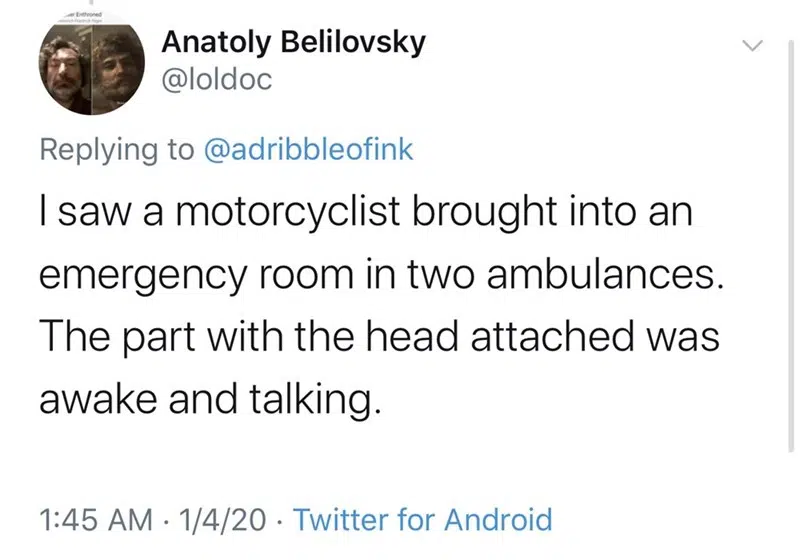 Anatoly Belilovsky
@loldoc
Replying to @adribbleofink
I saw a motorcyclist brought into an
emergency room in two ambulances.
The part with the head attached was
awake and talking.
1:45 AM · 1/4/20 · Twitter for Android